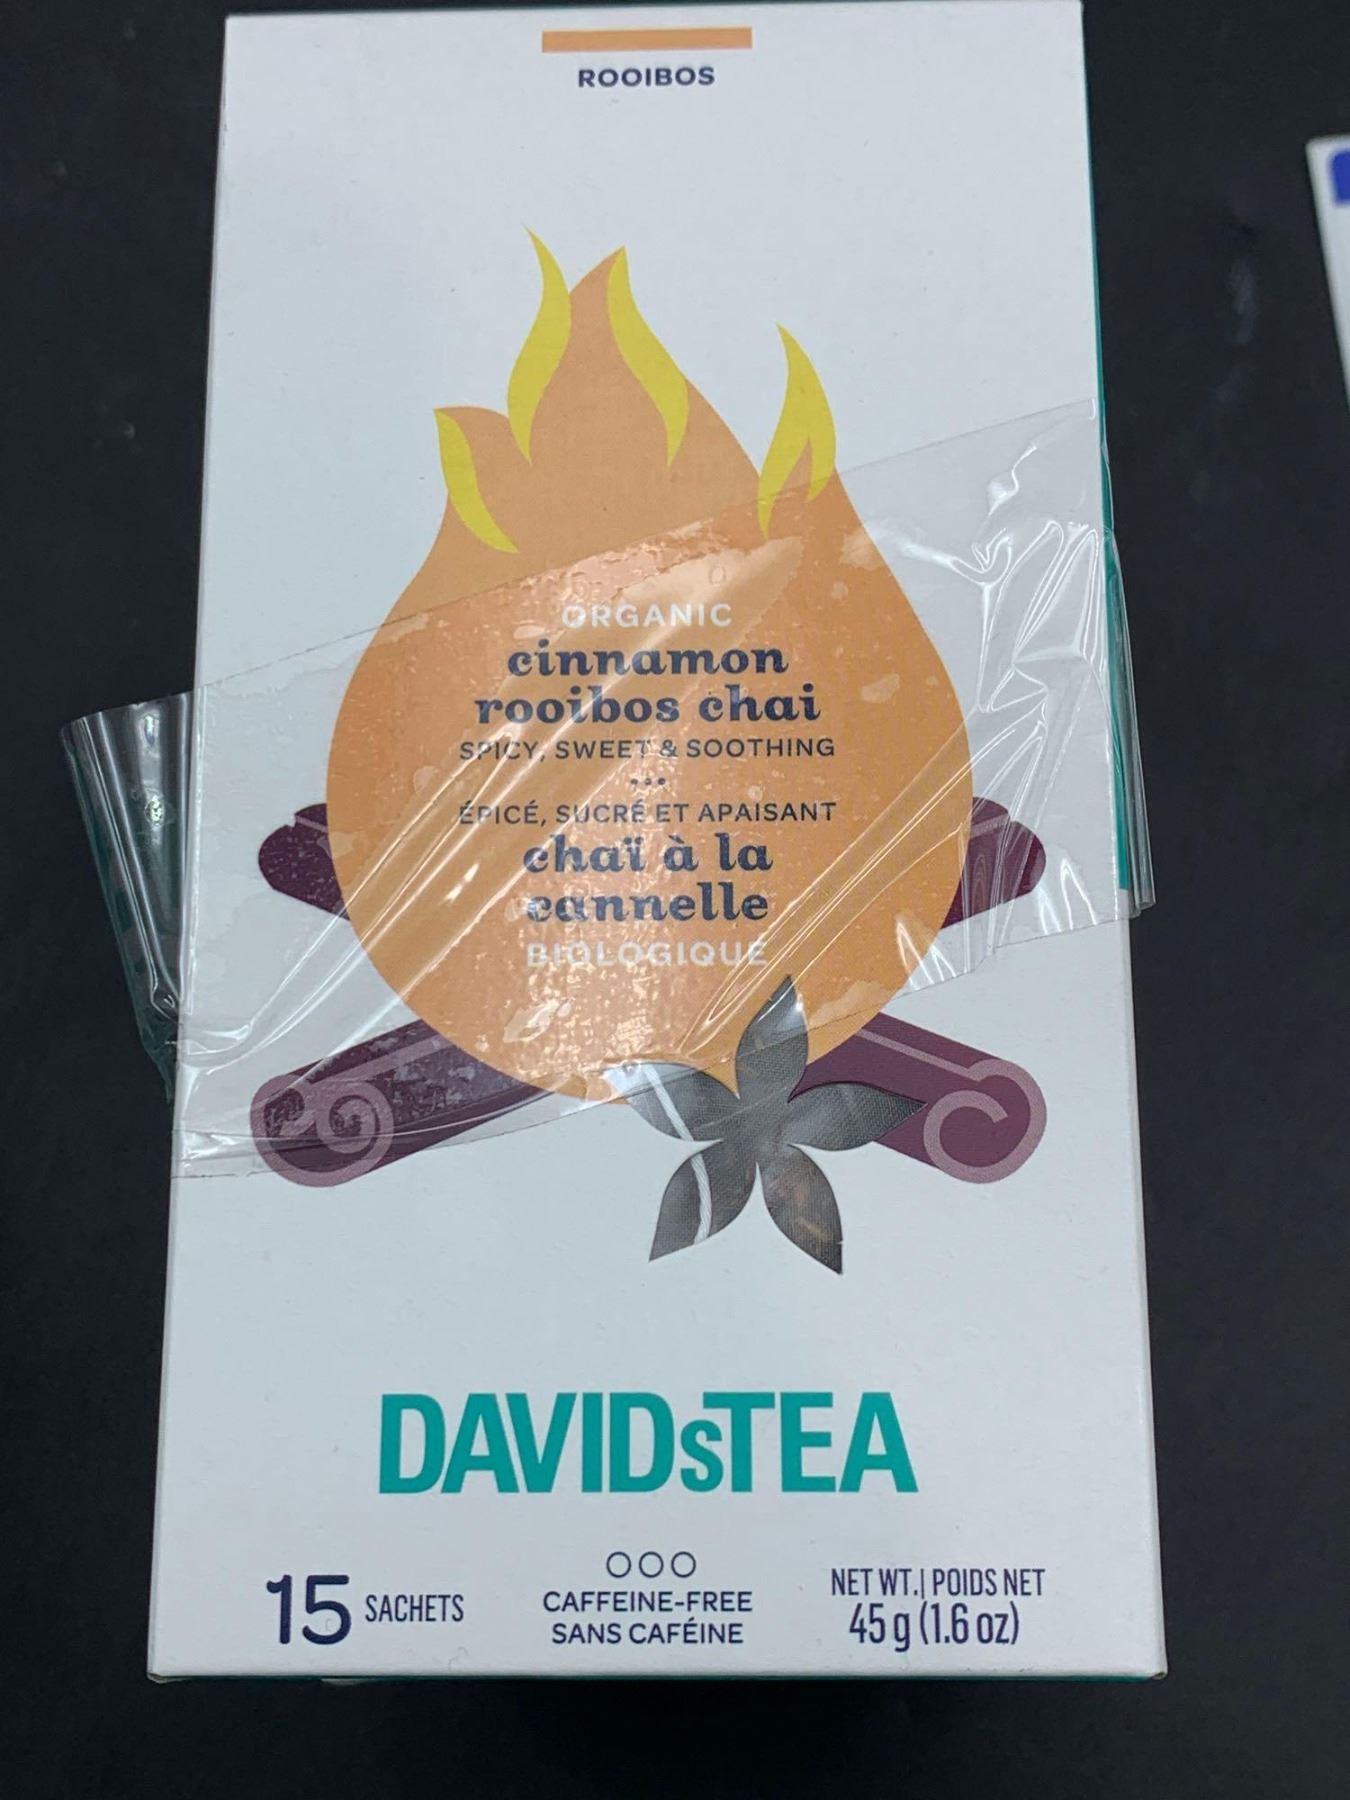 ROOIBOS
ORGANIC
cinnamon
rooibos chai
SPICY, SWEET & SOOTHING
•••
ÉPICÉ, SUCRÉ ET APAISANT
chaï à la
cannelle
BIOLOGIQUE
DAVIDsTEA
15 SACHETS
CAFFEINE-FREE
SANS CAFÉINE
NET WT. | POIDS NET
45 g (1.6 oz)